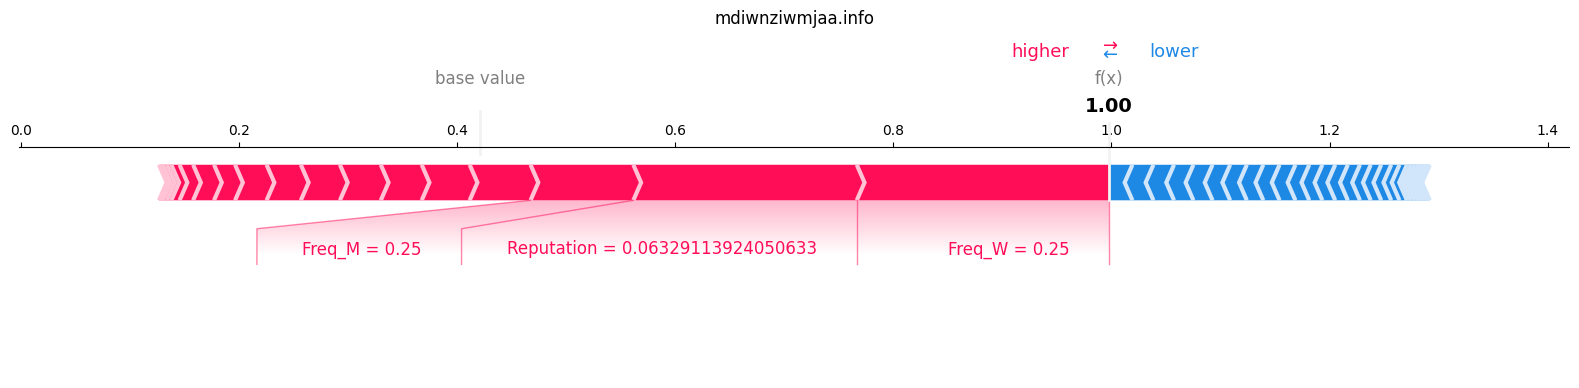 mdiwnziwmjaa.info
higher ⇄ lower
base value f(x)
1.00
0.0 0.2 0.4 0.6 0.8 1.0 1.2 1.4
Freq_M = 0.25 Reputation = 0.06329113924050633 Freq_W = 0.25